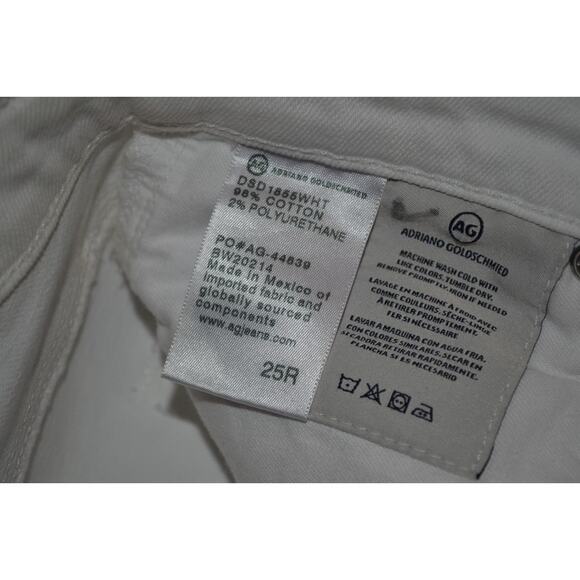 AG ADRIANO GOLDSCHMIED
DSD1855WHT
98% COTTON
2% POLYURETHANE
PO#AG-44839
BW20214
Made in Mexico of
imported fabric and
globally sourced
components
www.agjeans.com
25R
AG
ADRIANO GOLDSCHMIED
MACHINE WASH COLD WITH
LIKE COLORS. TUMBLE DRY.
REMOVE PROMPTLY. IRON IF NEEDED
LAVAGE EN MACHINE A FROID AVEC
COMME COULEURS, SÈCHE-LINGE
À RETIRER PROMPTEMENT.
FER SI NÉCESSAIRE
LAVAR A MAQUINA CON AGUA FRIA.
CON COLORES SIMILARES, SECAR EN
SECADORA RETIRAR RAPIDAMENTE.
PLANCHA SI ES NECESARIO